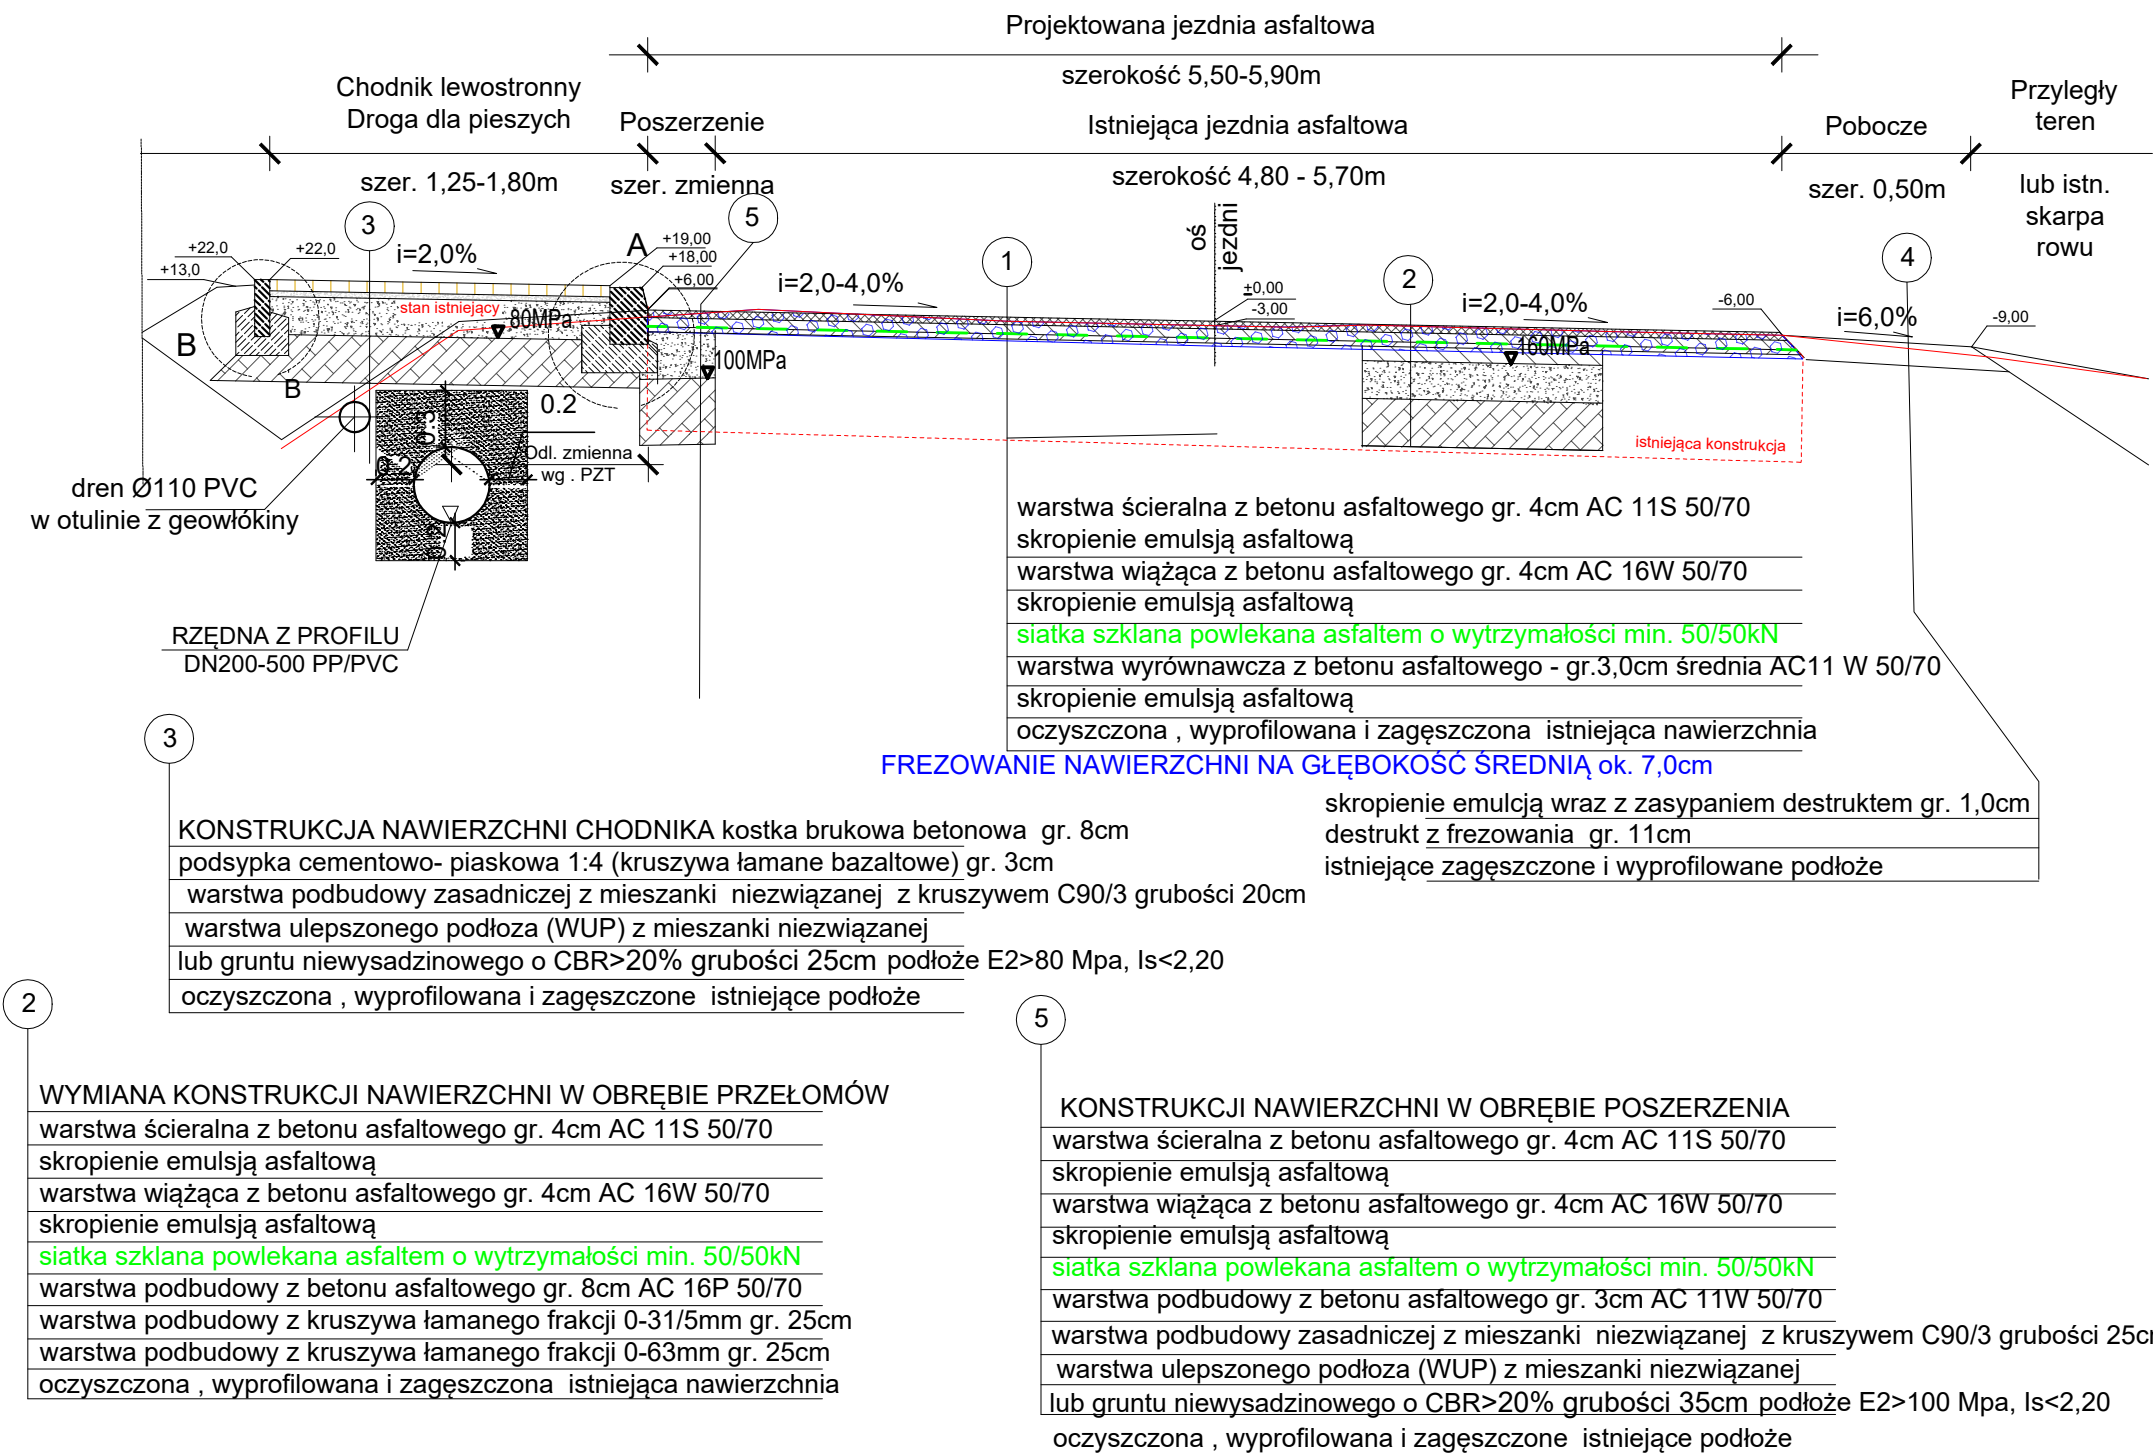 Projektowana jezdnia asfaltowa
szerokość 5,50-5,90m
Chodnik lewostronny
Droga dla pieszych
Poszerzenie
Istniejąca jezdnia asfaltowa
Pobocze
Przyległy
teren
szer. 1,25-1,80m
szer. zmienna
szerokość 4,80 - 5,70m
szer. 0,50m
lub istn.
skarpa
rowu
3
5
1
2
4
oś
jezdni
+22,0
+13,0
+22,0
i=2,0%
A
+19,00
+18,00
+6,00
i=2,0-4,0%
±0,00
-3,00
i=2,0-4,0%
-6,00
i=6,0%
-9,00
stan istniejący
80MPa
100MPa
160MPa
B
B
0.3
0.2
0.2
0.2
Odl. zmienna
wg . PZT
istniejąca konstrukcja
dren Ø110 PVC
w otulinie z geowłókiny
RZĘDNA Z PROFILU
DN200-500 PP/PVC
warstwa ścieralna z betonu asfaltowego gr. 4cm AC 11S 50/70
skropienie emulsją asfaltową
warstwa wiążąca z betonu asfaltowego gr. 4cm AC 16W 50/70
skropienie emulsją asfaltową
siatka szklana powlekana asfaltem o wytrzymałości min. 50/50kN
warstwa wyrównawcza z betonu asfaltowego - gr.3,0cm średnia AC11 W 50/70
skropienie emulsją asfaltową
oczyszczona , wyprofilowana i zagęszczona istniejąca nawierzchnia
FREZOWANIE NAWIERZCHNI NA GŁĘBOKOŚĆ ŚREDNIĄ ok. 7,0cm
skropienie emulcją wraz z zasypaniem destruktem gr. 1,0cm
destrukt z frezowania gr. 11cm
istniejące zagęszczone i wyprofilowane podłoże
3
KONSTRUKCJA NAWIERZCHNI CHODNIKA kostka brukowa betonowa gr. 8cm
podsypka cementowo- piaskowa 1:4 (kruszywa łamane bazaltowe) gr. 3cm
warstwa podbudowy zasadniczej z mieszanki niezwiązanej z kruszywem C90/3 grubości 20cm
warstwa ulepszonego podłoza (WUP) z mieszanki niezwiązanej
lub gruntu niewysadzinowego o CBR>20% grubości 25cm podłoże E2>80 Mpa, Is<2,20
oczyszczona , wyprofilowana i zagęszczone istniejące podłoże
2
WYMIANA KONSTRUKCJI NAWIERZCHNI W OBRĘBIE PRZEŁOMÓW
warstwa ścieralna z betonu asfaltowego gr. 4cm AC 11S 50/70
skropienie emulsją asfaltową
warstwa wiążąca z betonu asfaltowego gr. 4cm AC 16W 50/70
skropienie emulsją asfaltową
siatka szklana powlekana asfaltem o wytrzymałości min. 50/50kN
warstwa podbudowy z betonu asfaltowego gr. 8cm AC 16P 50/70
warstwa podbudowy z kruszywa łamanego frakcji 0-31/5mm gr. 25cm
warstwa podbudowy z kruszywa łamanego frakcji 0-63mm gr. 25cm
oczyszczona , wyprofilowana i zagęszczona istniejąca nawierzchnia
5
KONSTRUKCJI NAWIERZCHNI W OBRĘBIE POSZERZENIA
warstwa ścieralna z betonu asfaltowego gr. 4cm AC 11S 50/70
skropienie emulsją asfaltową
warstwa wiążąca z betonu asfaltowego gr. 4cm AC 16W 50/70
skropienie emulsją asfaltową
siatka szklana powlekana asfaltem o wytrzymałości min. 50/50kN
warstwa podbudowy z betonu asfaltowego gr. 3cm AC 11W 50/70
warstwa podbudowy zasadniczej z mieszanki niezwiązanej z kruszywem C90/3 grubości 25c
warstwa ulepszonego podłoza (WUP) z mieszanki niezwiązanej
lub gruntu niewysadzinowego o CBR>20% grubości 35cm podłoże E2>100 Mpa, Is<2,20
oczyszczona , wyprofilowana i zagęszczone istniejące podłoże